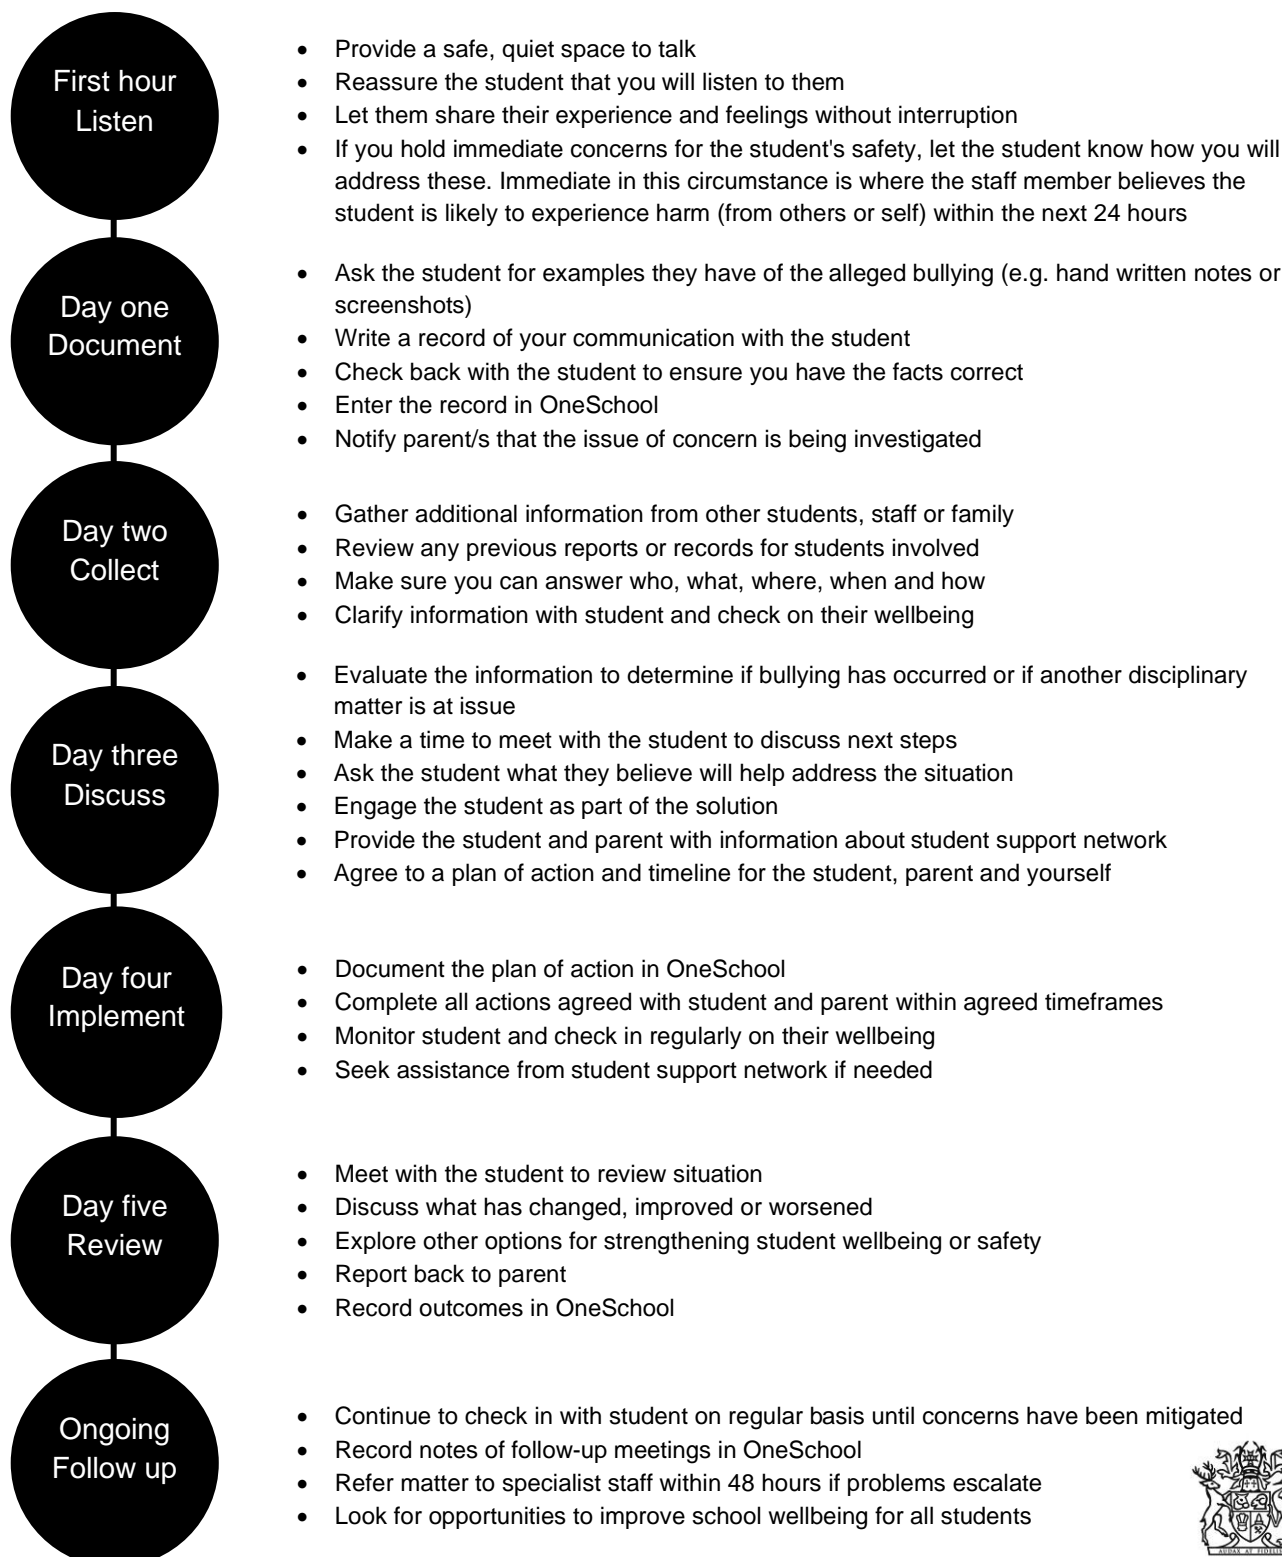 First hour
Listen
• Provide a safe, quiet space to talk
• Reassure the student that you will listen to them
• Let them share their experience and feelings without interruption
• If you hold immediate concerns for the student's safety, let the student know how you will
address these. Immediate in this circumstance is where the staff member believes the
student is likely to experience harm (from others or self) within the next 24 hours
Day one
Document
• Ask the student for examples they have of the alleged bullying (e.g. hand written notes or
screenshots)
• Write a record of your communication with the student
• Check back with the student to ensure you have the facts correct
• Enter the record in OneSchool
• Notify parent/s that the issue of concern is being investigated
Day two
Collect
• Gather additional information from other students, staff or family
• Review any previous reports or records for students involved
• Make sure you can answer who, what, where, when and how
• Clarify information with student and check on their wellbeing
Day three
Discuss
• Evaluate the information to determine if bullying has occurred or if another disciplinary
matter is at issue
• Make a time to meet with the student to discuss next steps
• Ask the student what they believe will help address the situation
• Engage the student as part of the solution
• Provide the student and parent with information about student support network
• Agree to a plan of action and timeline for the student, parent and yourself
Day four
Implement
• Document the plan of action in OneSchool
• Complete all actions agreed with student and parent within agreed timeframes
• Monitor student and check in regularly on their wellbeing
• Seek assistance from student support network if needed
Day five
Review
• Meet with the student to review situation
• Discuss what has changed, improved or worsened
• Explore other options for strengthening student wellbeing or safety
• Report back to parent
• Record outcomes in OneSchool
Ongoing
Follow up
• Continue to check in with student on regular basis until concerns have been mitigated
• Record notes of follow-up meetings in OneSchool
• Refer matter to specialist staff within 48 hours if problems escalate
• Look for opportunities to improve school wellbeing for all students
AUDAX AT